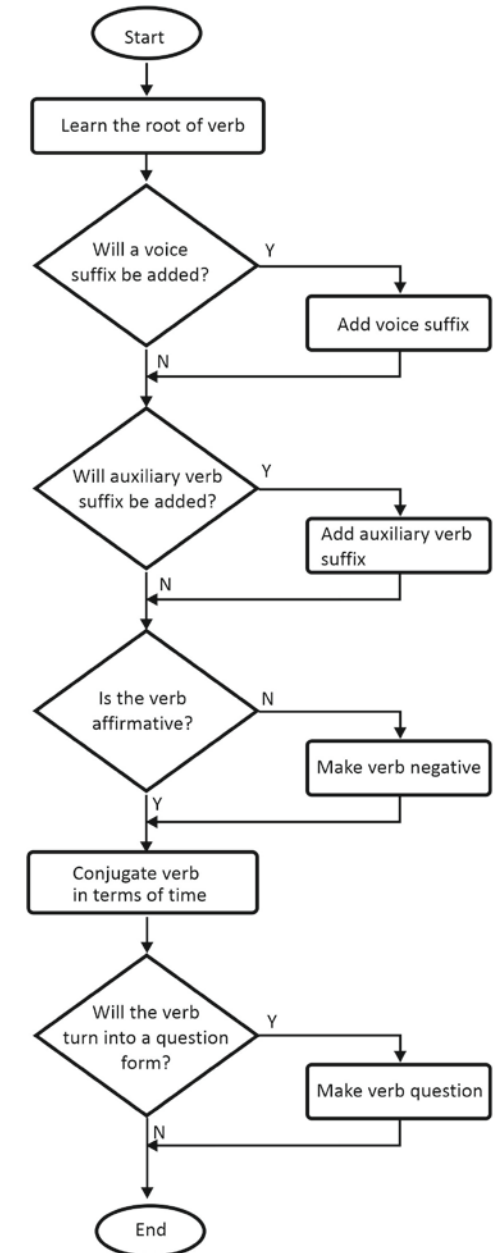 Start
Learn the root of verb
Will a voice
suffix be added?
Y
Add voice suffix
N
Will auxiliary verb
suffix be added?
Y
Add auxiliary verb
suffix
N
Is the verb
affirmative?
N
Make verb negative
Y
Conjugate verb
in terms of time
Will the verb
turn into a question
form?
Y
Make verb question
N
End